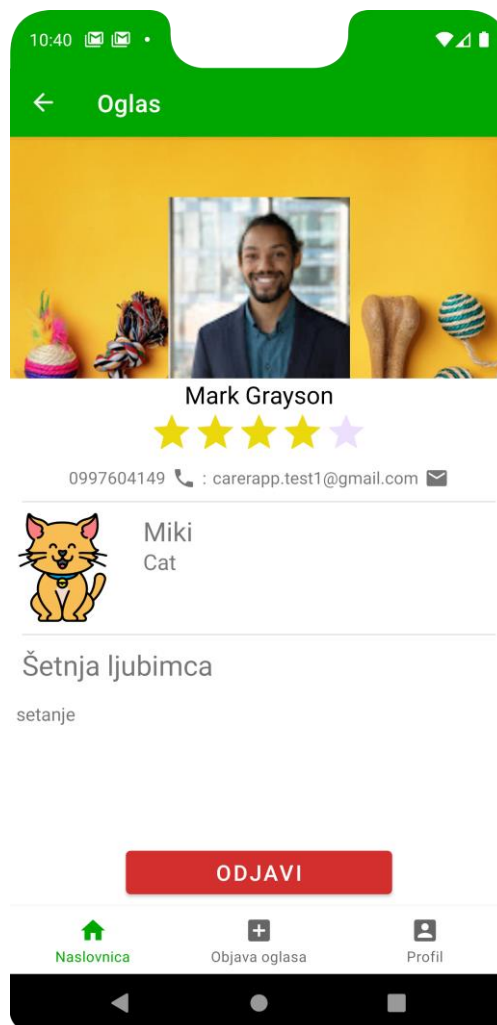 10:40
Oglas
Mark Grayson
0997604149 : carerapp.test1@gmail.com
Miki
Cat
Šetnja ljubimca
setanje
ODJAVI
Naslovnica Objava oglasa Profil